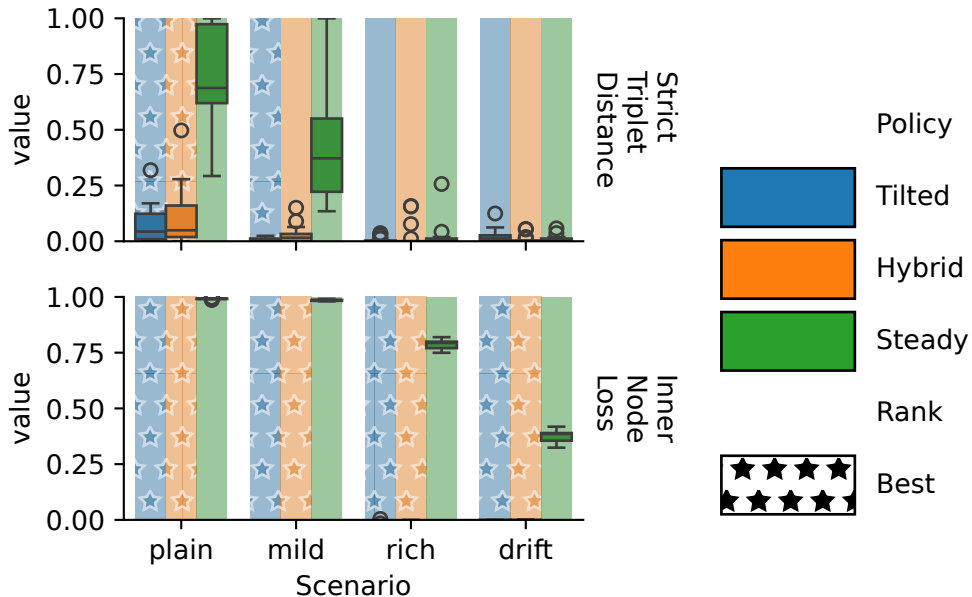 1.00
0.75
0.50
0.25
0.00
value
Strict
Triplet
Distance
1.00
0.75
0.50
0.25
0.00
value
Inner
Node
Loss
plain mild rich drift
Scenario
Policy
Tilted
Hybrid
Steady
Rank
Best